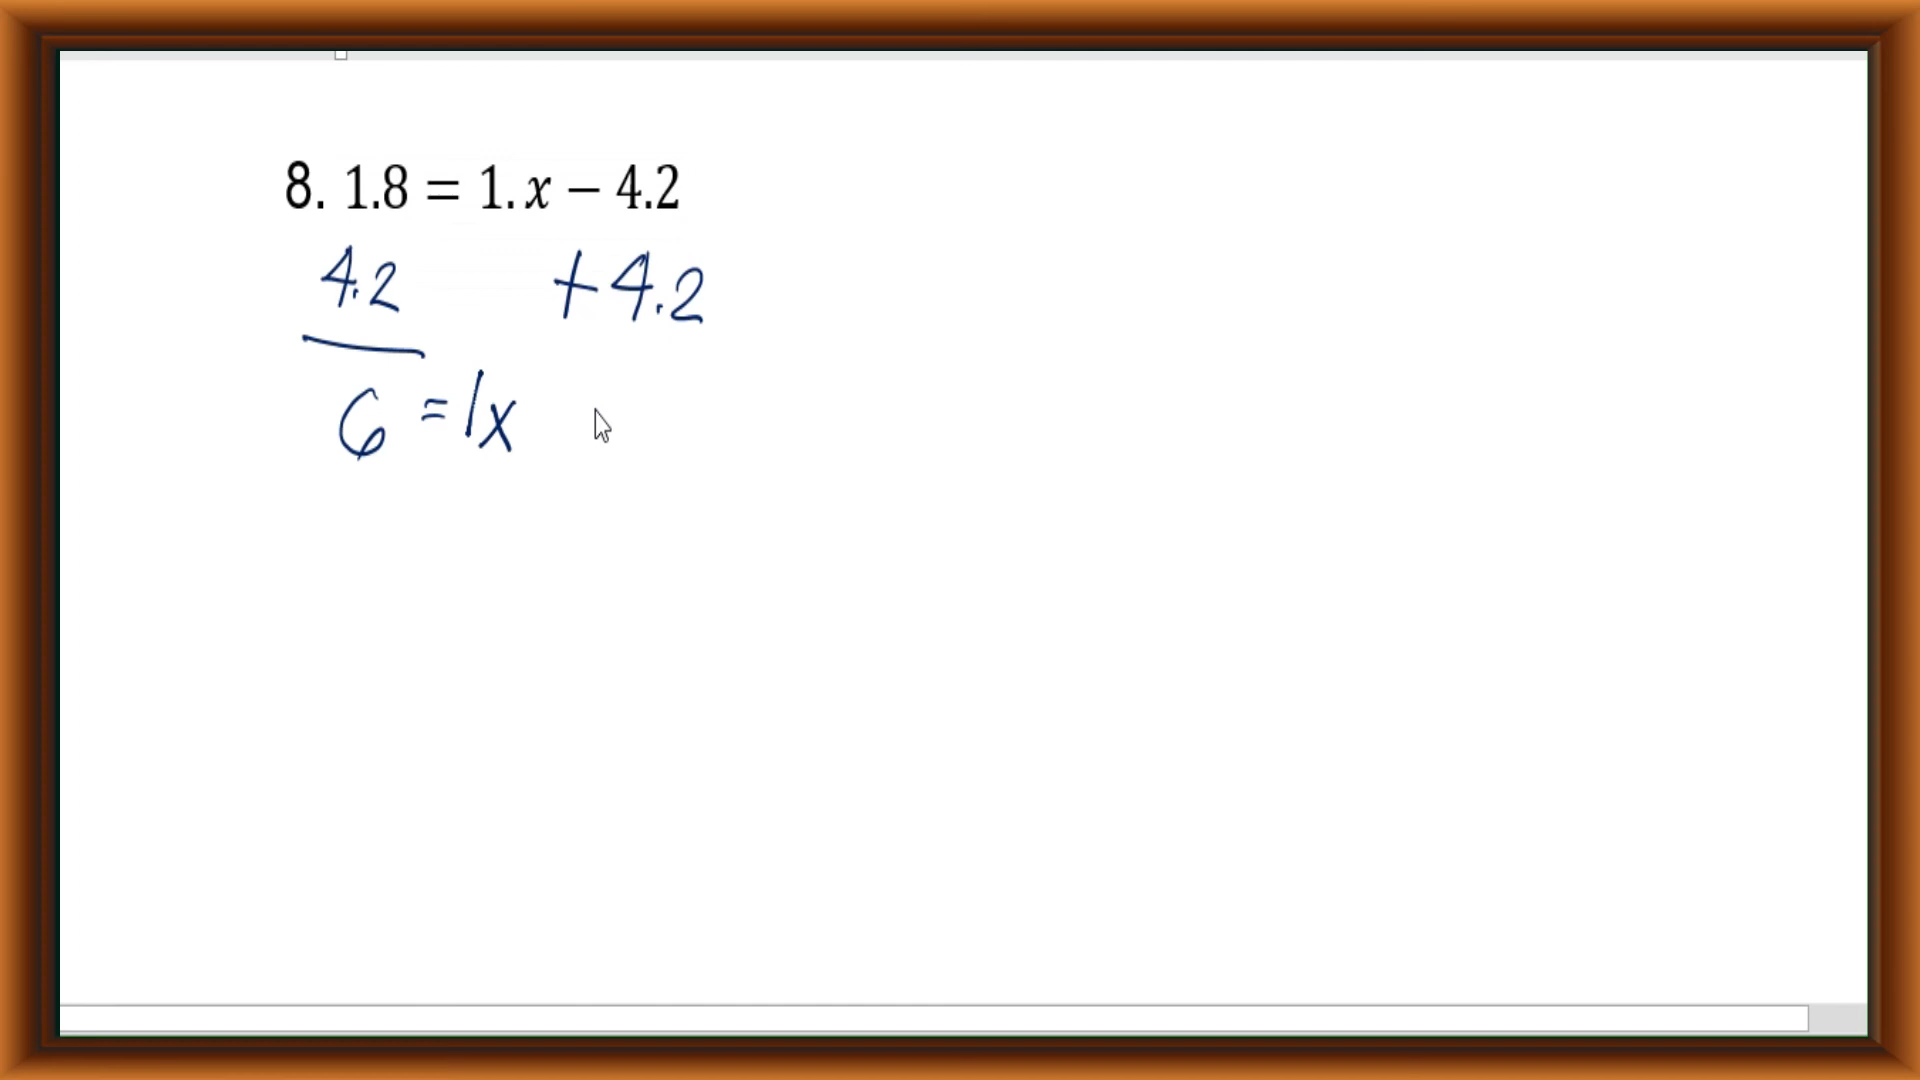 8. 1.8 = 1. x − 4.2
4.2 +4.2
6 = 1x